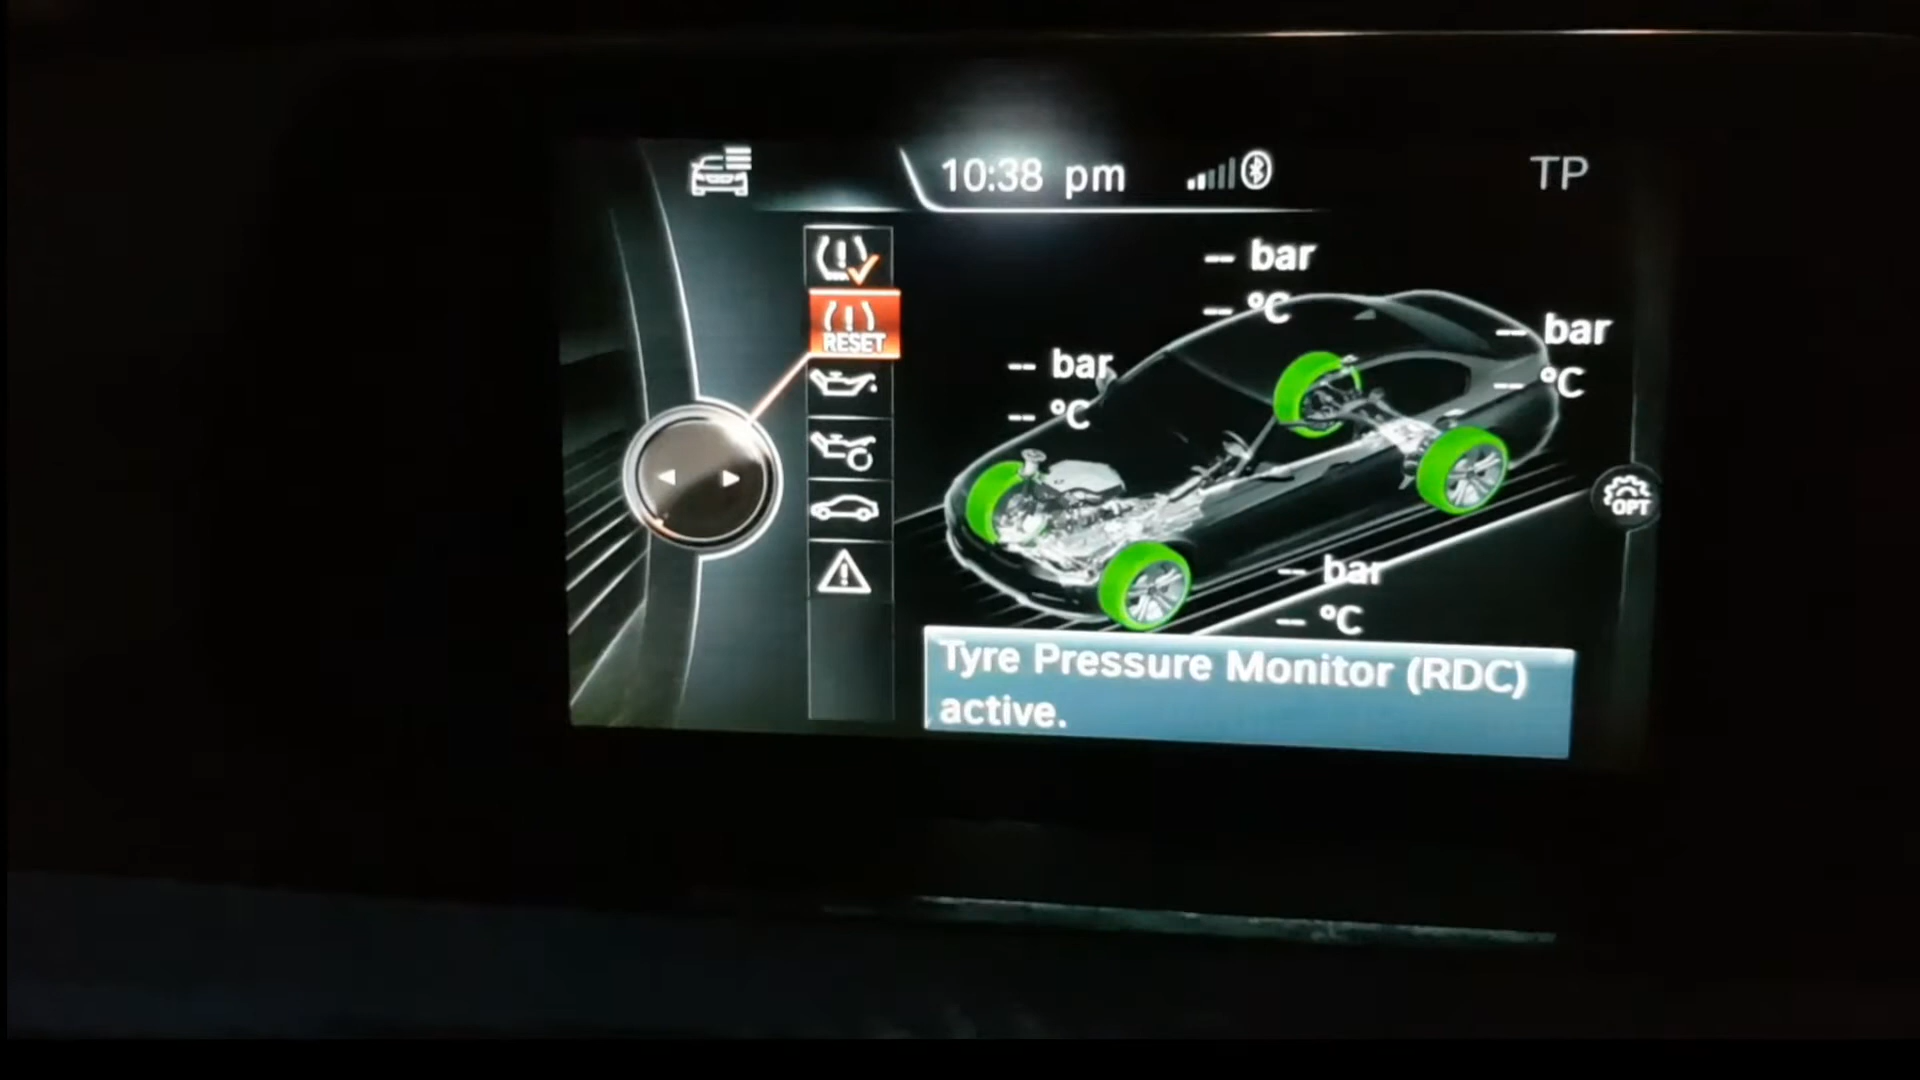 10:38 pm
TP
-- bar
-- °C
-- bar
-- °C
-- bar
-- °C
RESET
OPT
-- bar
-- °C
Tyre Pressure Monitor (RDC)
active.